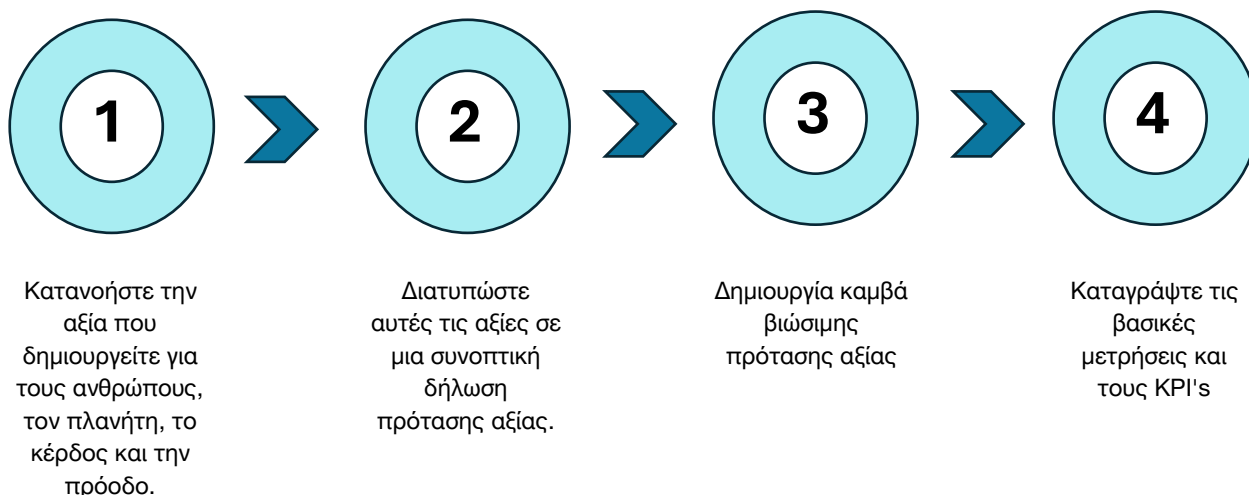 1
Κατανοήστε την
αξία που
δημιουργείτε για
τους ανθρώπους,
τον πλανήτη, το
κέρδος και την
πρόοδο.
2
Διατυπώστε
αυτές τις αξίες σε
μια συνοπτική
δήλωση
πρότασης αξίας.
3
Δημιουργία καμβά
βιώσιμης
πρότασης αξίας
4
Καταγράψτε τις
βασικές
μετρήσεις και
τους KPI's